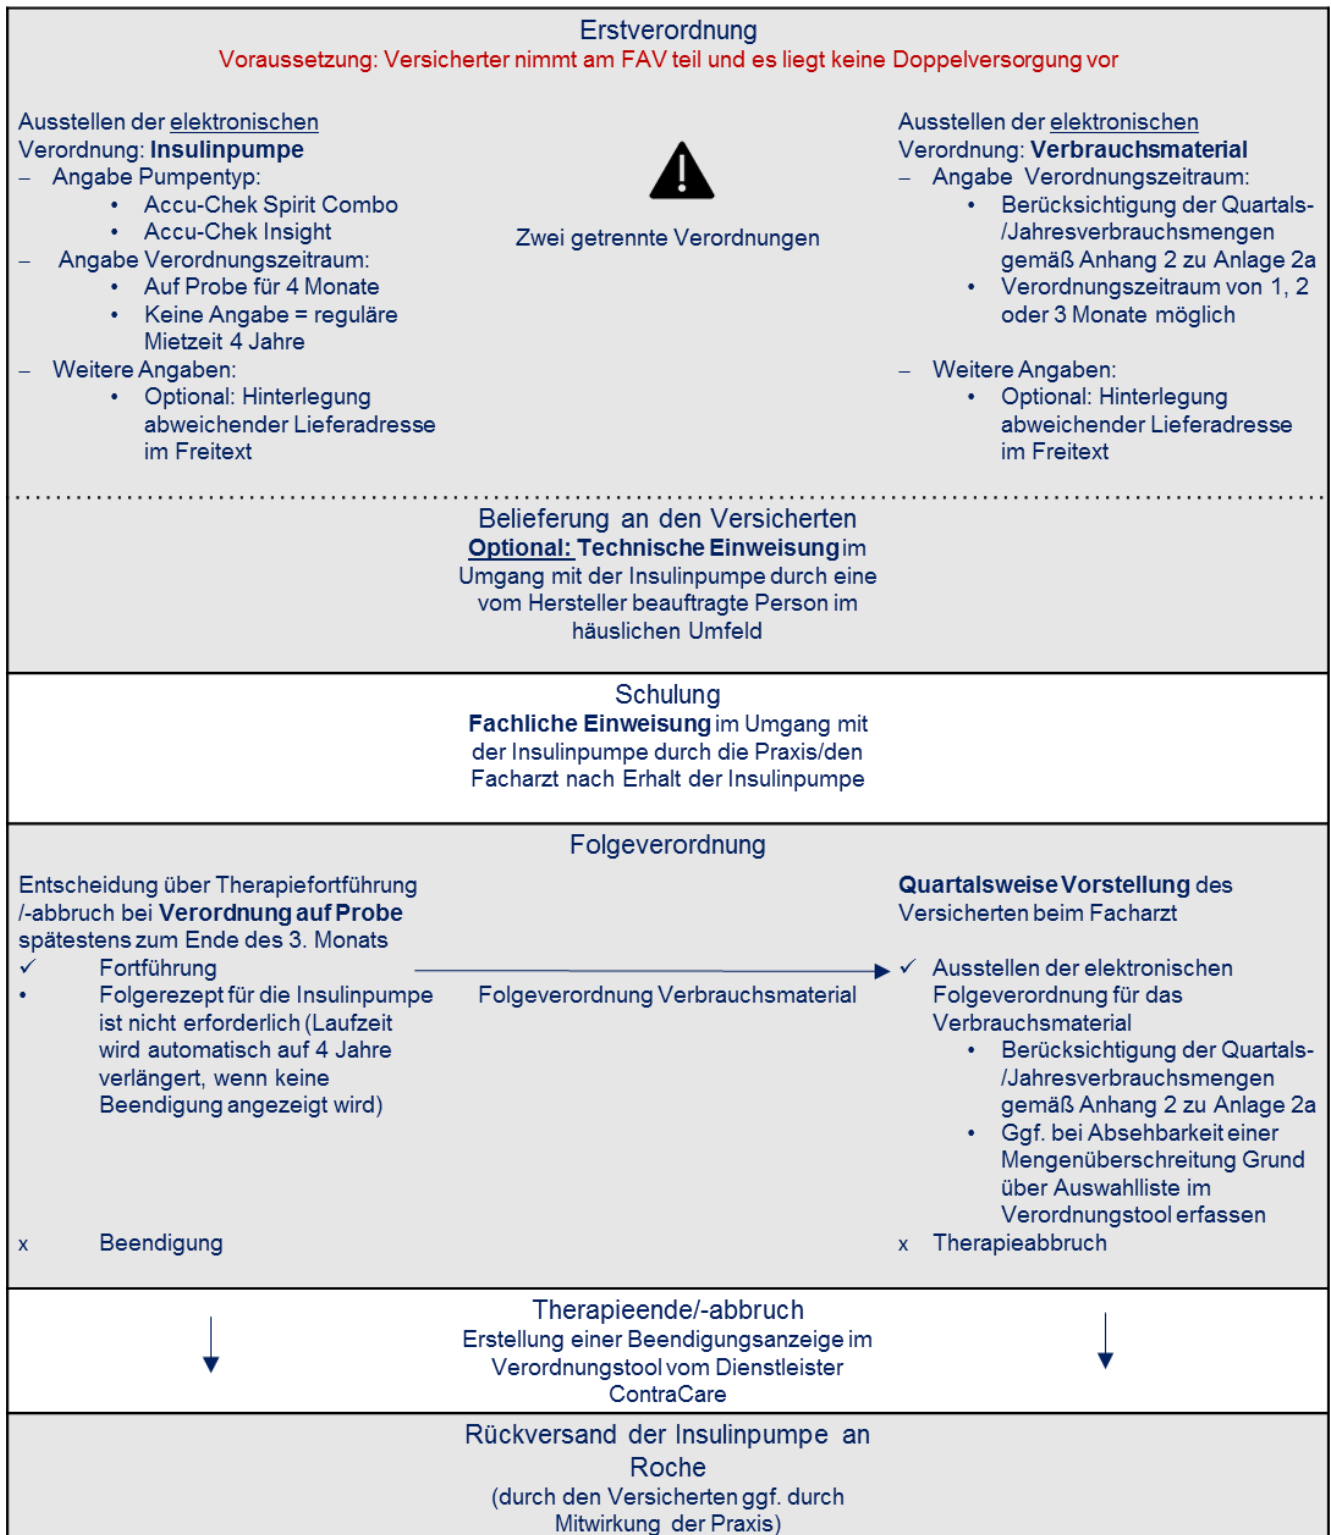 Erstverordnung
Voraussetzung: Versicherter nimmt am FAV teil und es liegt keine Doppelversorgung vor
Ausstellen der elektronischen
Verordnung: Insulinpumpe
– Angabe Pumpentyp:
• Accu-Chek Spirit Combo
• Accu-Chek Insight
– Angabe Verordnungszeitraum:
• Auf Probe für 4 Monate
• Keine Angabe = reguläre
Mietzeit 4 Jahre
– Weitere Angaben:
• Optional: Hinterlegung
abweichender Lieferadresse
im Freitext
Zwei getrennte Verordnungen
Ausstellen der elektronischen
Verordnung: Verbrauchsmaterial
– Angabe Verordnungszeitraum:
• Berücksichtigung der Quartals-
/Jahresverbrauchsmengen
gemäß Anhang 2 zu Anlage 2a
• Verordnungszeitraum von 1, 2
oder 3 Monate möglich
– Weitere Angaben:
• Optional: Hinterlegung
abweichender Lieferadresse
im Freitext
Belieferung an den Versicherten
Optional: Technische Einweisung im
Umgang mit der Insulinpumpe durch eine
vom Hersteller beauftragte Person im
häuslichen Umfeld
Schulung
Fachliche Einweisung im Umgang mit
der Insulinpumpe durch die Praxis/den
Facharzt nach Erhalt der Insulinpumpe
Folgeverordnung
Entscheidung über Therapiefortführung
/-abbruch bei Verordnung auf Probe
spätestens zum Ende des 3. Monats
✓ Fortführung
• Folgerezept für die Insulinpumpe
ist nicht erforderlich (Laufzeit
wird automatisch auf 4 Jahre
verlängert, wenn keine
Beendigung angezeigt wird)
x Beendigung
Folgeverordnung Verbrauchsmaterial
Quartalsweise Vorstellung des
Versicherten beim Facharzt
✓ Ausstellen der elektronischen
Folgeverordnung für das
Verbrauchsmaterial
• Berücksichtigung der Quartals-
/Jahresverbrauchsmengen
gemäß Anhang 2 zu Anlage 2a
• Ggf. bei Absehbarkeit einer
Mengenüberschreitung Grund
über Auswahlliste im
Verordnungstool erfassen
x Therapieabbruch
Therapieende/-abbruch
Erstellung einer Beendigungsanzeige im
Verordnungstool vom Dienstleister
ContraCare
Rückversand der Insulinpumpe an
Roche
(durch den Versicherten ggf. durch
Mitwirkung der Praxis)